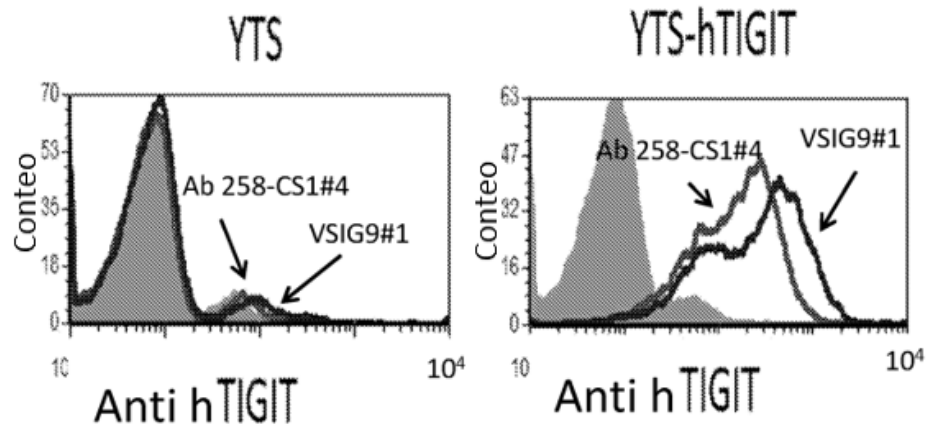 YTS
70
53
35
18
0
Conteo
Ab 258-CS1#4
VSIG9#1
10
10⁴
Anti hTIGIT
YTS-hTIGIT
63
47
32
16
0
Conteo
Ab 258-CS1#4
VSIG9#1
10
10⁴
Anti hTIGIT